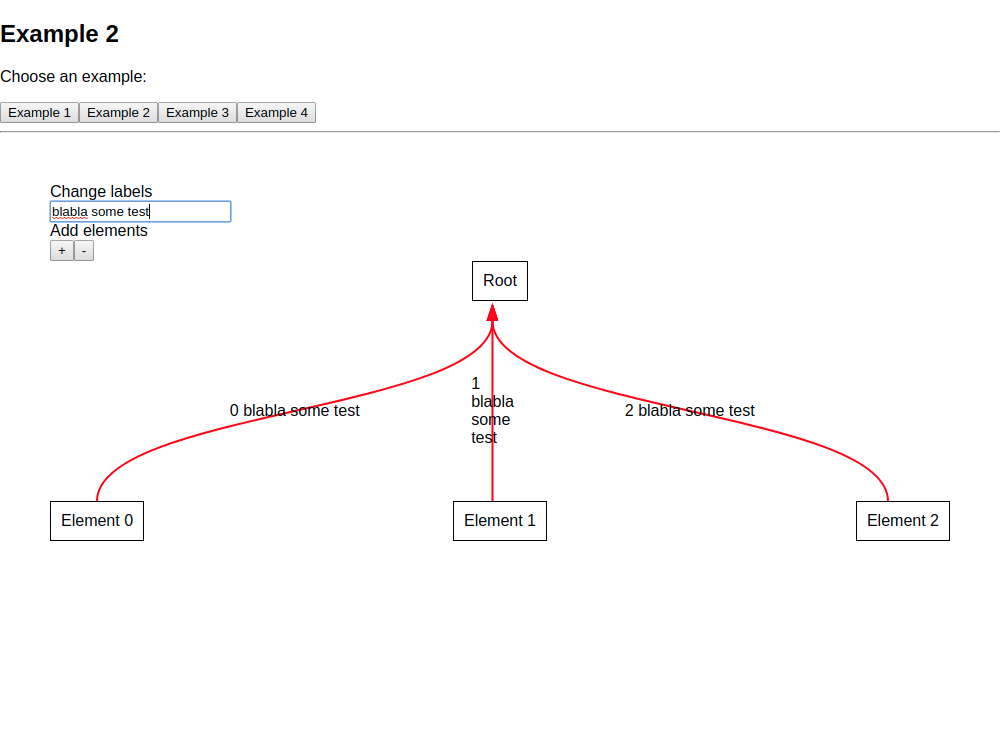 Example 2
Choose an example:
Example 1 Example 2 Example 3 Example 4
Change labels
blabla some test
Add elements
+ -
Root
0 blabla some test
1
blabla
some
test
2 blabla some test
Element 0
Element 1
Element 2